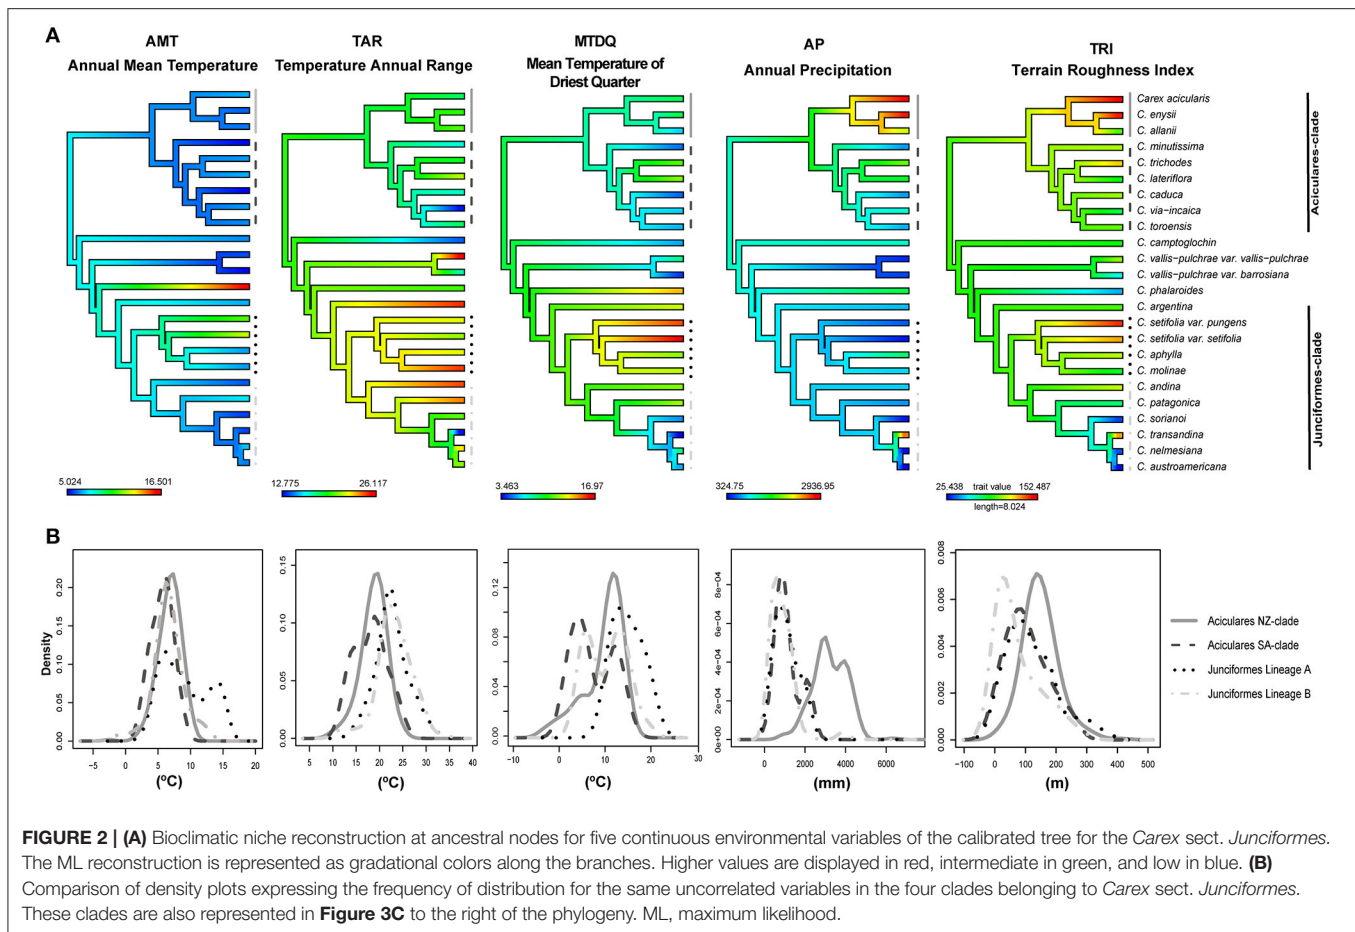 A
AMT
Annual Mean Temperature
TAR
Temperature Annual Range
MTDQ
Mean Temperature of
Driest Quarter
AP
Annual Precipitation
TRI
Terrain Roughness Index
Carex acicularis
C. enysii
C. allanii
C. minutissima
C. trichodes
C. lateriflora
C. caduca
C. via−incaica
C. toroensis
C. camptoglochin
C. vallis−pulchrae var. vallis−pulchrae
C. vallis−pulchrae var. barrosiana
C. phalaroides
C. argentina
C. setifolia var. pungens
C. setifolia var. setifolia
C. aphylla
C. molinae
C. andina
C. patagonica
C. sorianoi
C. transandina
C. nelmesiana
C. austroamericana
Aciculares-clade
Junciformes-clade
5.024 16.501
12.775 26.117
3.463 16.97
324.75 2936.95
25.438 trait value 152.487
length=8.024
B
Density
0.00 0.05 0.10 0.15 0.20
−5 0 5 10 15 20
(ºC)
0.00 0.05 0.10 0.15
5 10 15 20 25 30 35 40
(ºC)
0.00 0.04 0.08 0.12
−10 0 10 20 30
(ºC)
0e+00 2e−04 4e−04 6e−04 8e−04
0 2000 4000 6000
(mm)
0.000 0.002 0.004 0.006 0.008
−100 0 100 200 300 400 500
(m)
Aciculares NZ-clade
Aciculares SA-clade
Junciformes Lineage A
Junciformes Lineage B
FIGURE 2 | (A) Bioclimatic niche reconstruction at ancestral nodes for five continuous environmental variables of the calibrated tree for the Carex sect. Junciformes.
The ML reconstruction is represented as gradational colors along the branches. Higher values are displayed in red, intermediate in green, and low in blue. (B)
Comparison of density plots expressing the frequency of distribution for the same uncorrelated variables in the four clades belonging to Carex sect. Junciformes.
These clades are also represented in Figure 3C to the right of the phylogeny. ML, maximum likelihood.